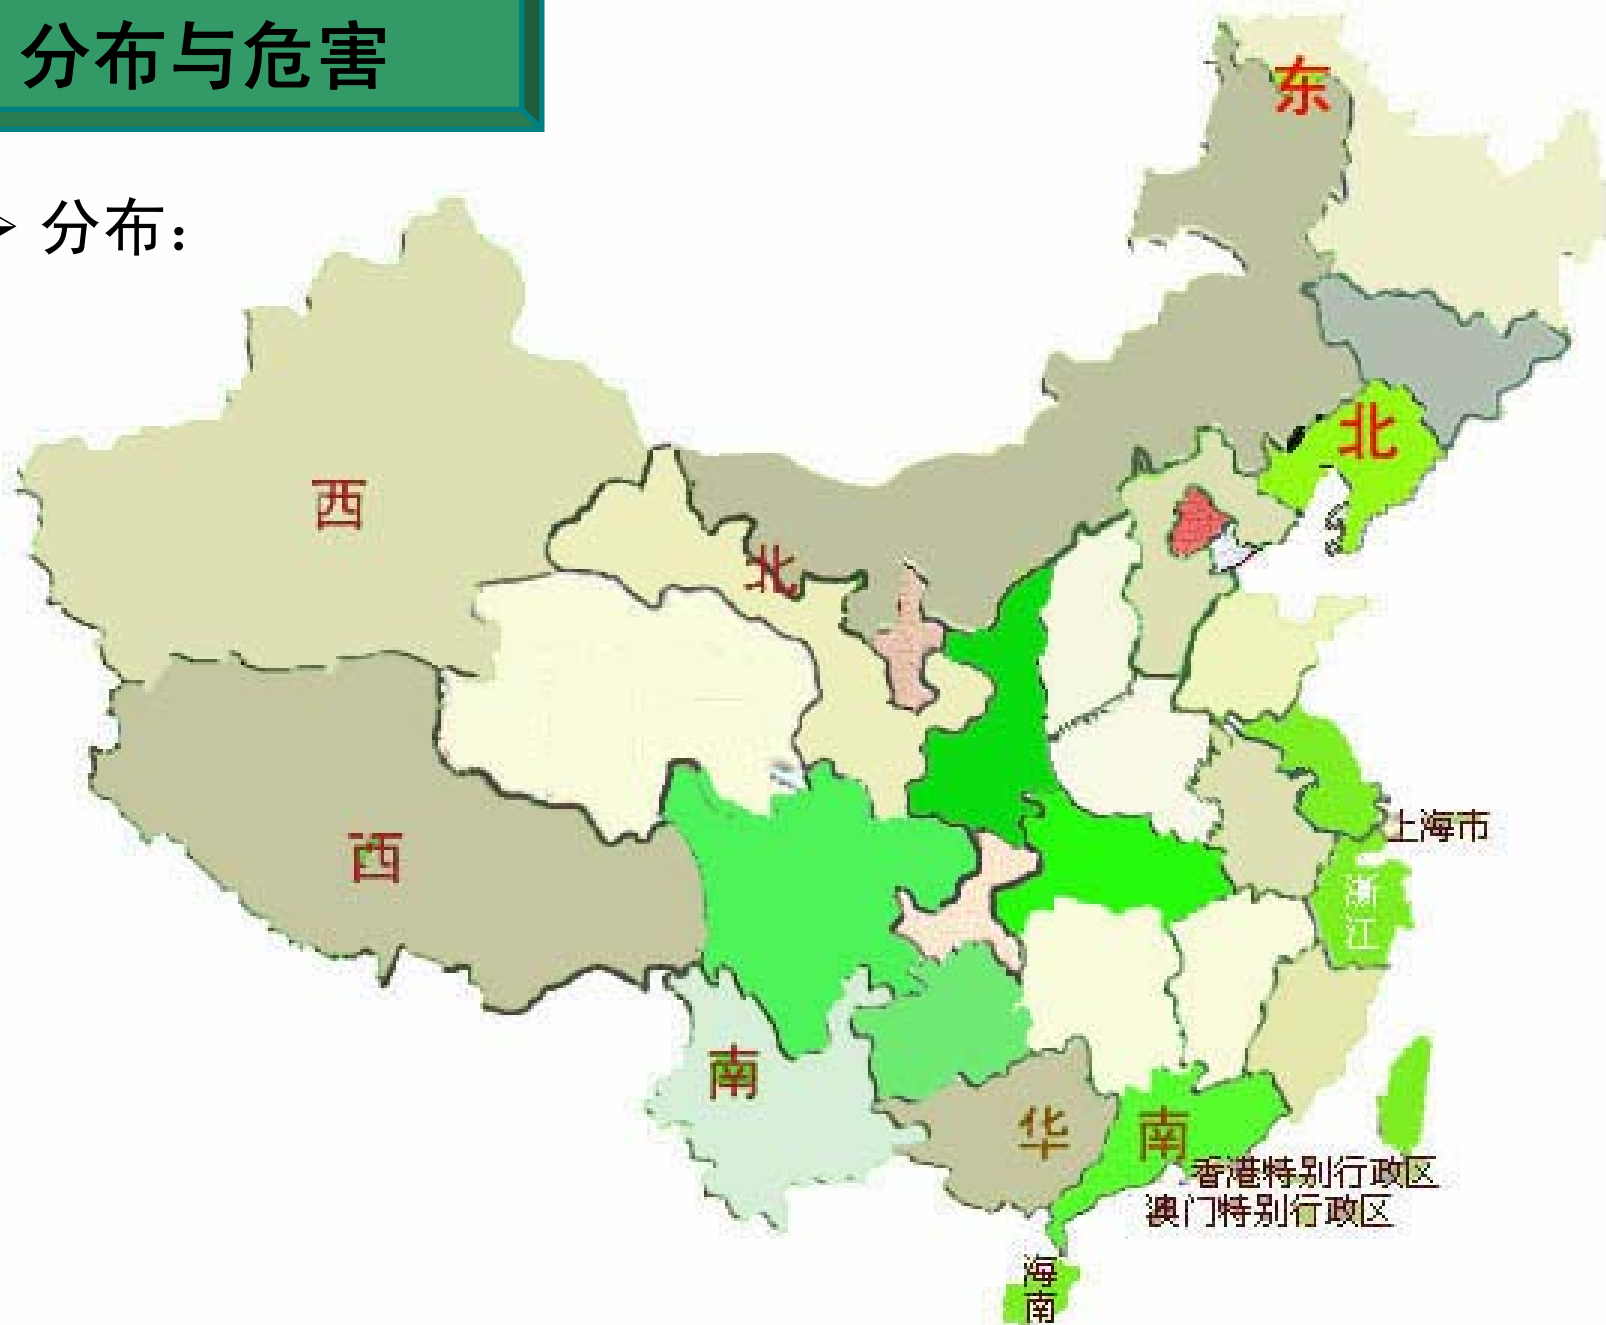 分布与危害
分布：
东
北
西
北
西
南
华南
上海市
浙江
香港特别行政区
澳门特别行政区
海南